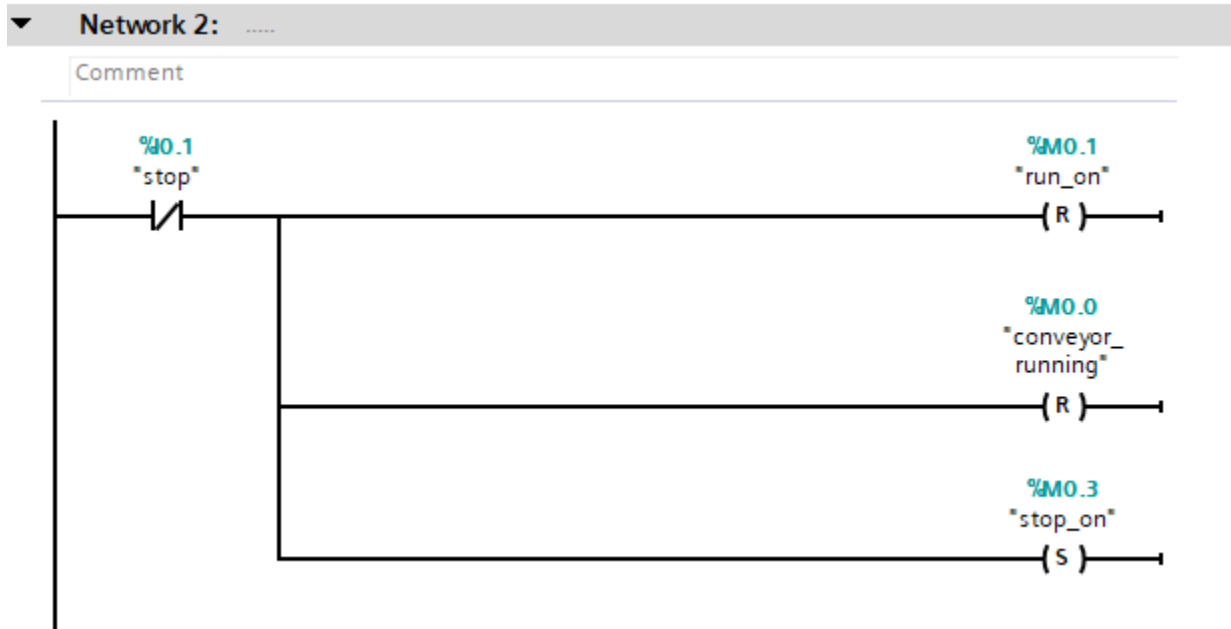 Network 2: .....
Comment
%I0.1
"stop"
%M0.1
"run_on"
( R )
%M0.0
"conveyor_
running"
( R )
%M0.3
"stop_on"
( S )